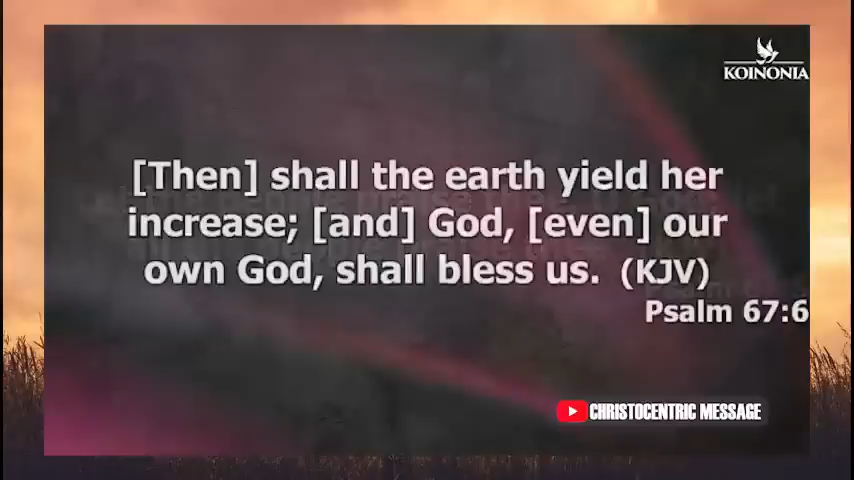 KOINONIA
[Then] shall the earth yield her
increase; [and] God, [even] our
own God, shall bless us. (KJV)
Psalm 67:6
CHRISTOCENTRIC MESSAGE